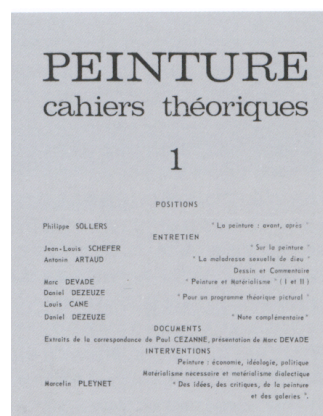 PEINTURE
cahiers théoriques
1
POSITIONS
Philippe SOLLERS " La peinture : avant, après "
ENTRETIEN
Jean-Louis SCHEFER " Sur la peinture "
Antonin ARTAUD " La maladresse sexuelle de dieu "
Dessin et Commentaire
Marc DEVADE " Peinture et Matérialisme " ( I et II )
Daniel DEZEUZE
" Pour un programme théorique pictural "
Louis CANE
Daniel DEZEUZE " Note complémentaire "
DOCUMENTS
Extraits de la correspondance de Paul CEZANNE, présentation de Marc DEVADE
INTERVENTIONS
Peinture : économie, idéologie, politique
Matérialisme nécessaire et matérialisme dialectique
Marcelin PLEYNET " Des idées, des critiques, de la peinture
et des galeries ".